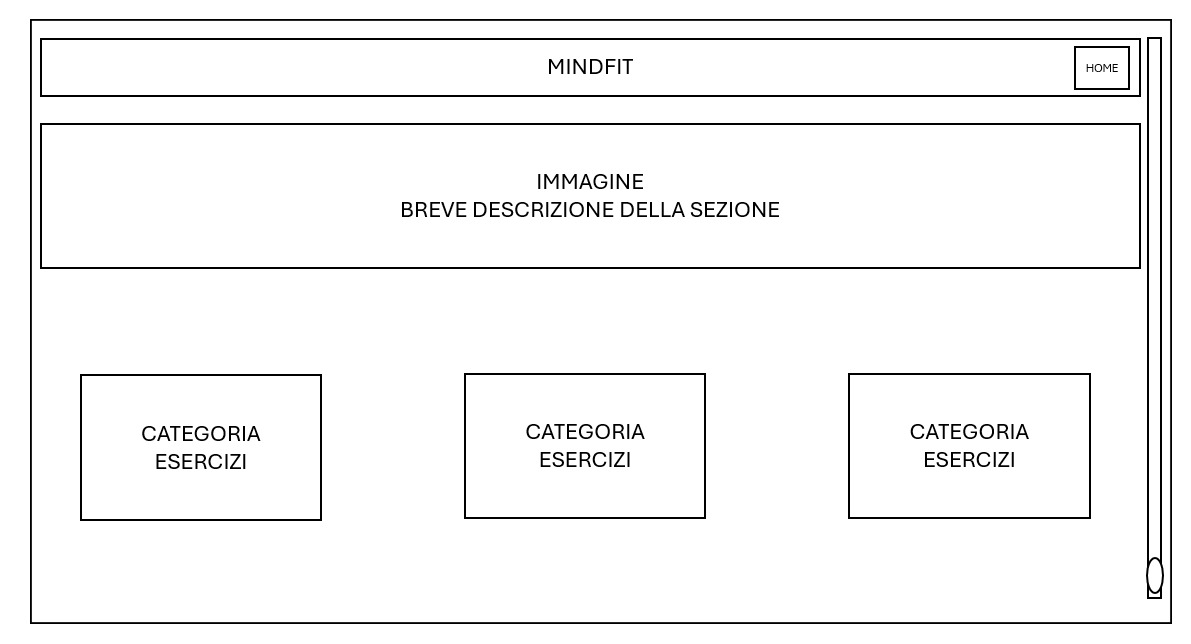 MINDFIT
HOME
IMMAGINE
BREVE DESCRIZIONE DELLA SEZIONE
CATEGORIA
ESERCIZI
CATEGORIA
ESERCIZI
CATEGORIA
ESERCIZI